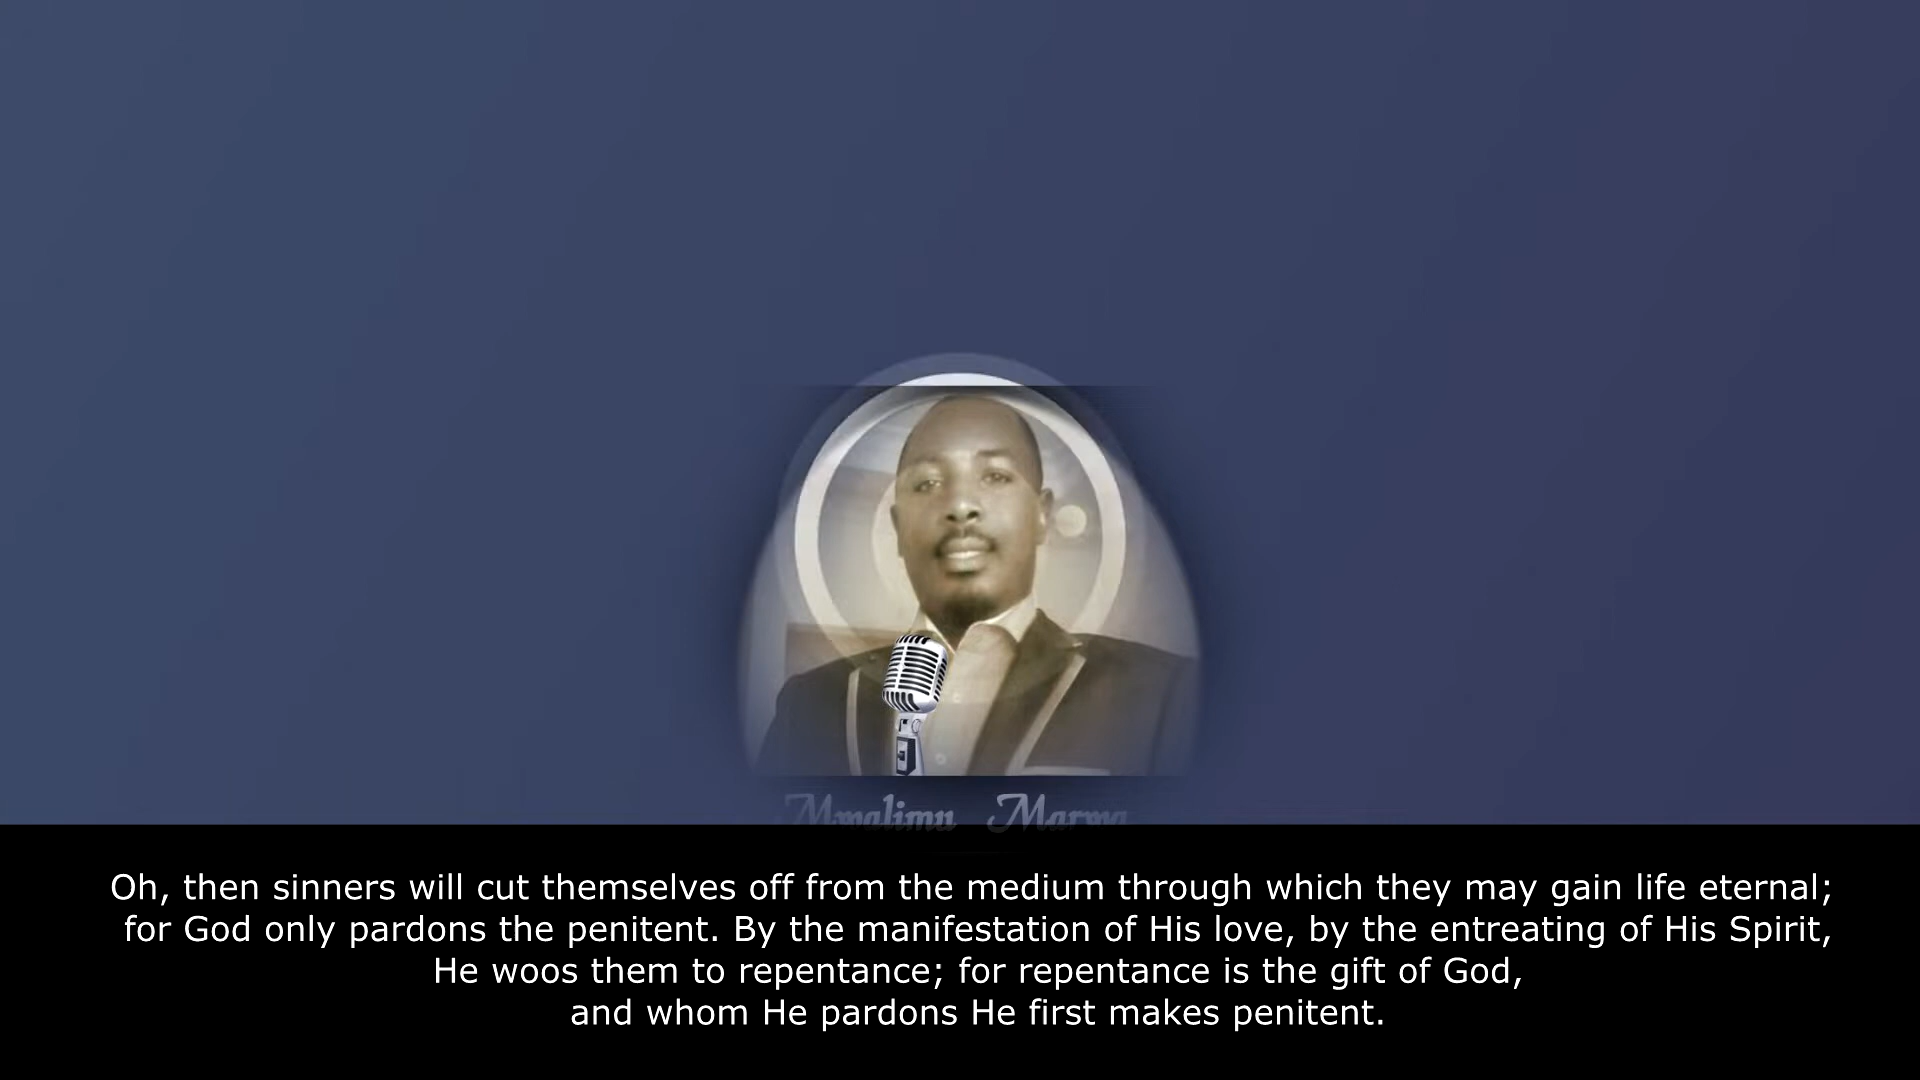 Mwalimu Marwa
Oh, then sinners will cut themselves off from the medium through which they may gain life eternal;
for God only pardons the penitent. By the manifestation of His love, by the entreating of His Spirit,
He woos them to repentance; for repentance is the gift of God,
and whom He pardons He first makes penitent.